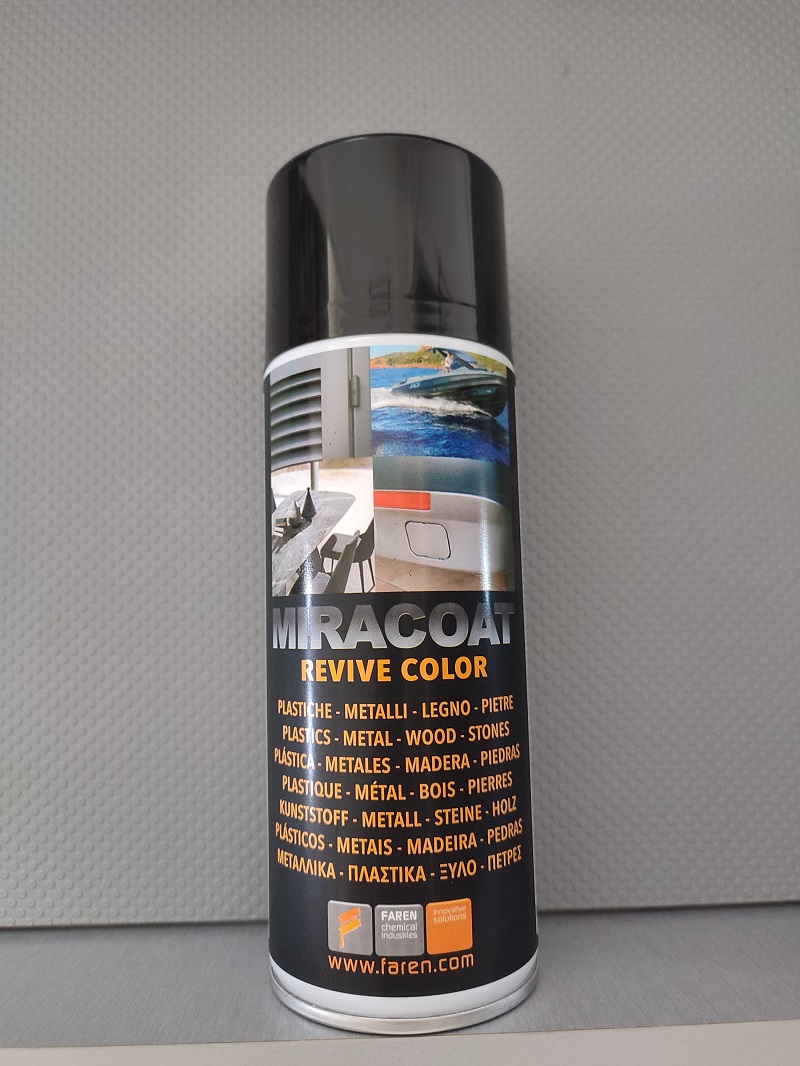 MIRACOAT
REVIVE COLOR
PLASTICHE - METALLI - LEGNO - PIETRE
PLASTICS - METAL - WOOD - STONES
PLÁSTICA - METALES - MADERA - PIEDRAS
PLASTIQUE - MÉTAL - BOIS - PIERRES
KUNSTSTOFF - METALL - STEINE - HOLZ
PLÁSTICOS - METAIS - MADEIRA - PEDRAS
ΜΕΤΑΛΛΙΚΑ - ΠΛΑΣΤΙΚΑ - ΞΥΛΟ - ΠΕΤΡΕΣ
FAREN
chemical
industries
innovative
solutions
www.faren.com